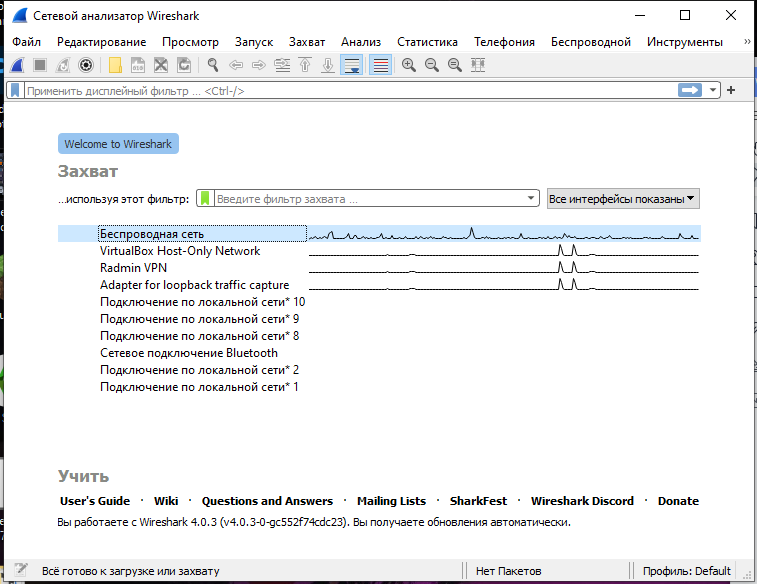 Сетевой анализатор Wireshark
Файл Редактирование Просмотр Запуск Захват Анализ Статистика Телефония Беспроводной Инструменты »
Применить дисплейный фильтр ... <Ctrl-/>
Welcome to Wireshark
Захват
...используя этот фильтр: Введите фильтр захвата ... Все интерфейсы показаны
Беспроводная сеть
VirtualBox Host-Only Network
Radmin VPN
Adapter for loopback traffic capture
Подключение по локальной сети* 10
Подключение по локальной сети* 9
Подключение по локальной сети* 8
Сетевое подключение Bluetooth
Подключение по локальной сети* 2
Подключение по локальной сети* 1
Учить
User's Guide · Wiki · Questions and Answers · Mailing Lists · SharkFest · Wireshark Discord · Donate
Вы работаете с Wireshark 4.0.3 (v4.0.3-0-gc552f74cdc23). Вы получаете обновления автоматически.
Всё готово к загрузке или захвату Нет Пакетов Профиль: Default